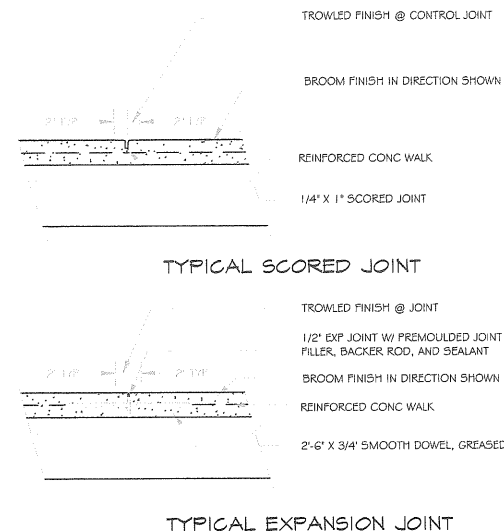 TROWLED FINISH @ CONTROL JOINT
BROOM FINISH IN DIRECTION SHOWN
REINFORCED CONC WALK
1/4" X 1" SCORED JOINT
TYPICAL SCORED JOINT
TROWLED FINISH @ JOINT
1/2" EXP JOINT W/ PREMOULDED JOINT
FILLER, BACKER ROD, AND SEALANT
BROOM FINISH IN DIRECTION SHOWN
REINFORCED CONC WALK
2'-6" X 3/4" SMOOTH DOWEL, GREASED
TYPICAL EXPANSION JOINT